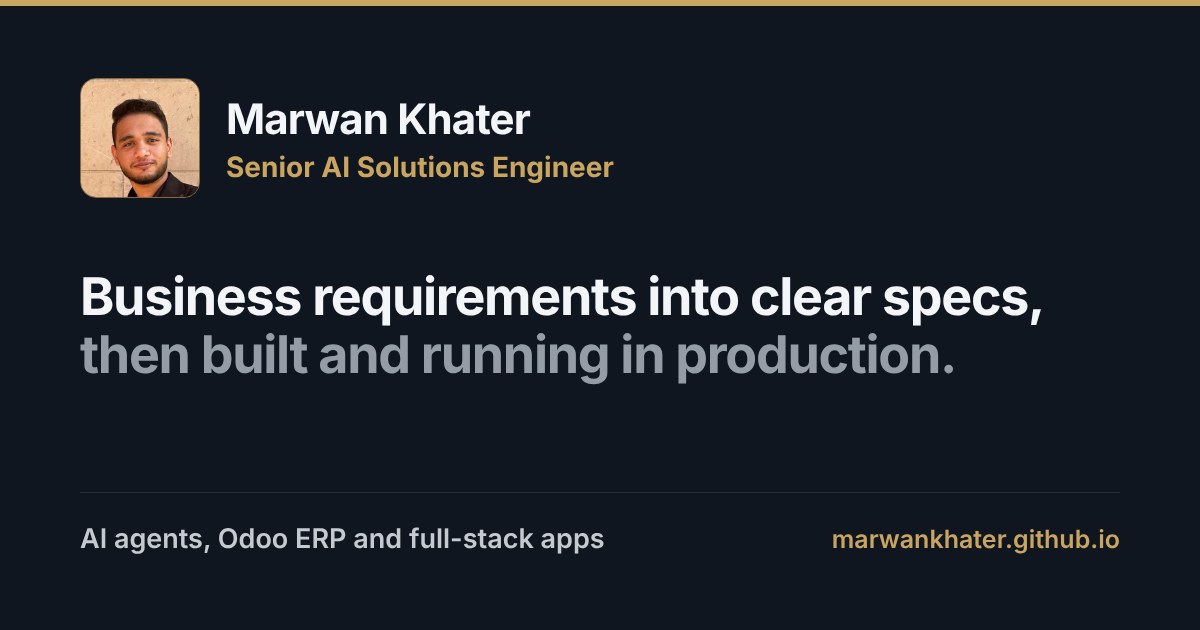 Marwan Khater
Senior AI Solutions Engineer
Business requirements into clear specs,
then built and running in production.
AI agents, Odoo ERP and full-stack apps
marwankhater.github.io